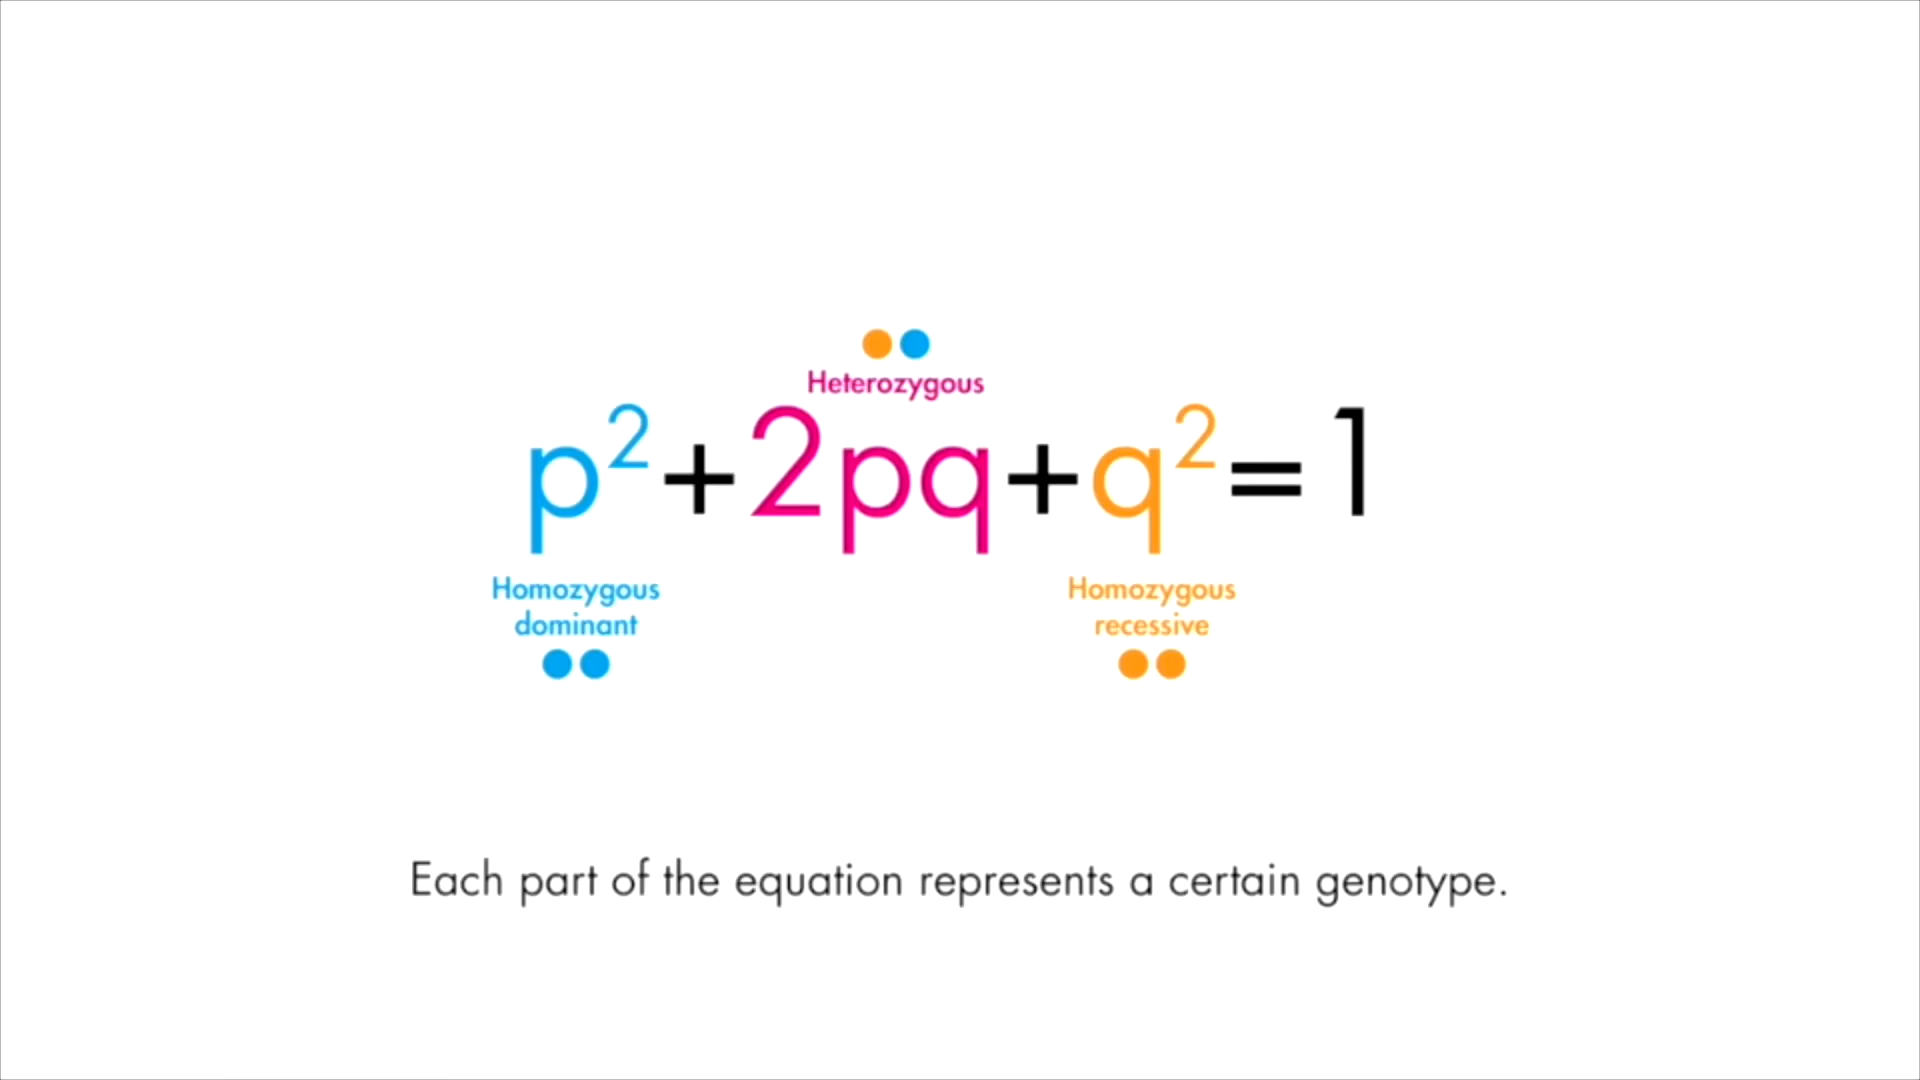 Heterozygous
p²+2pq+q²=1
Homozygous
dominant
Homozygous
recessive
Each part of the equation represents a certain genotype.